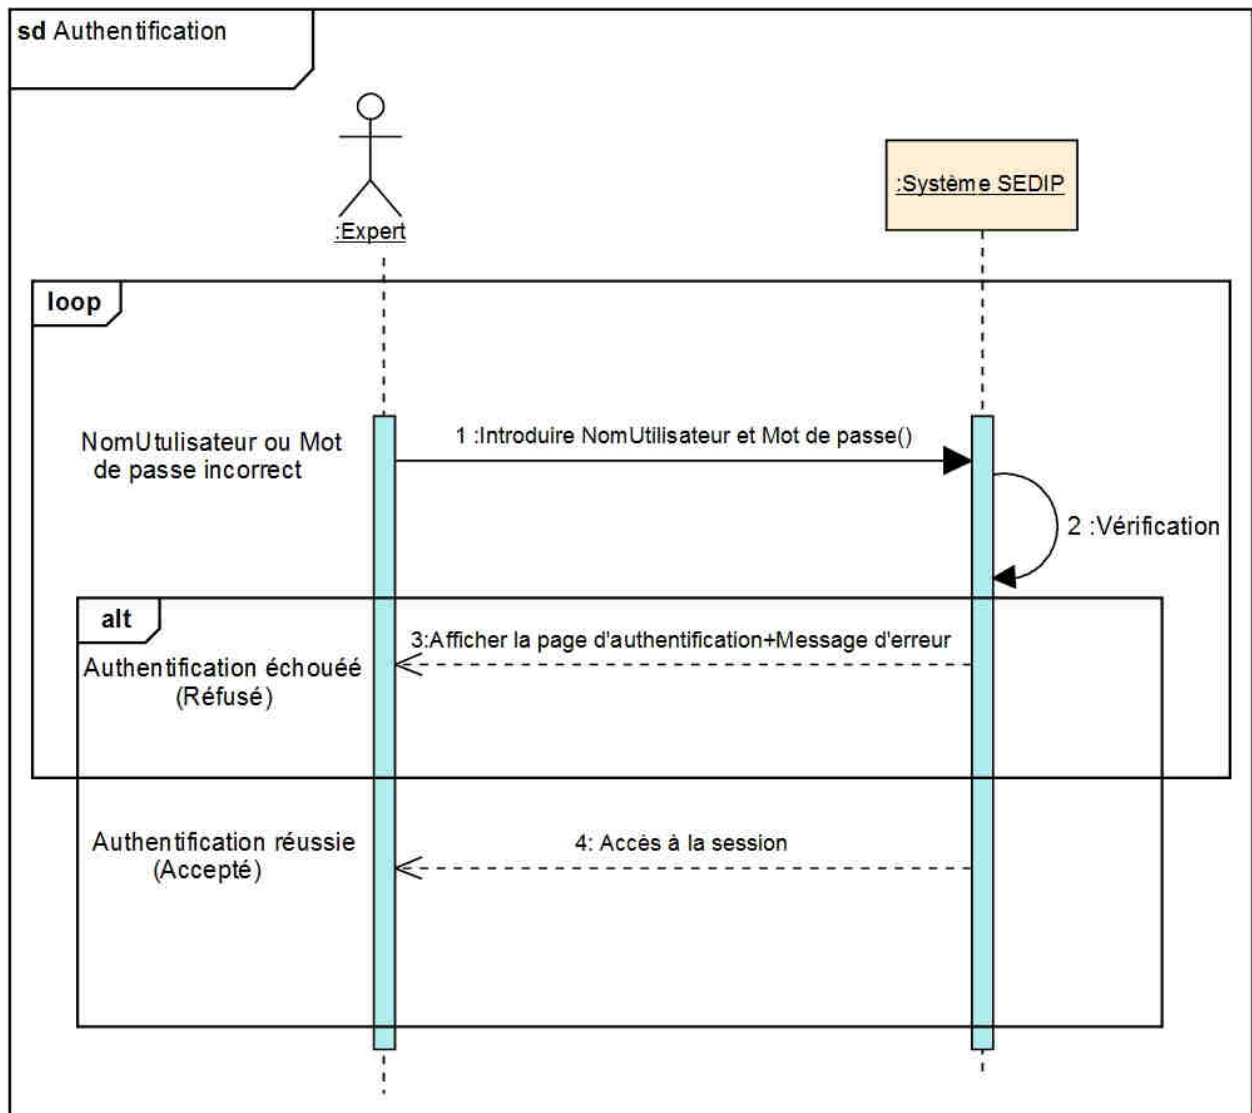 sd Authentification
:Expert
:Système SEDIP
loop
NomUtulisateur ou Mot
de passe incorrect
1 :Introduire NomUtilisateur et Mot de passe()
2 :Vérification
alt
3:Afficher la page d'authentification+Message d'erreur
Authentification échouéé
(Réfusé)
Authentification réussie
(Accepté)
4: Accès à la session